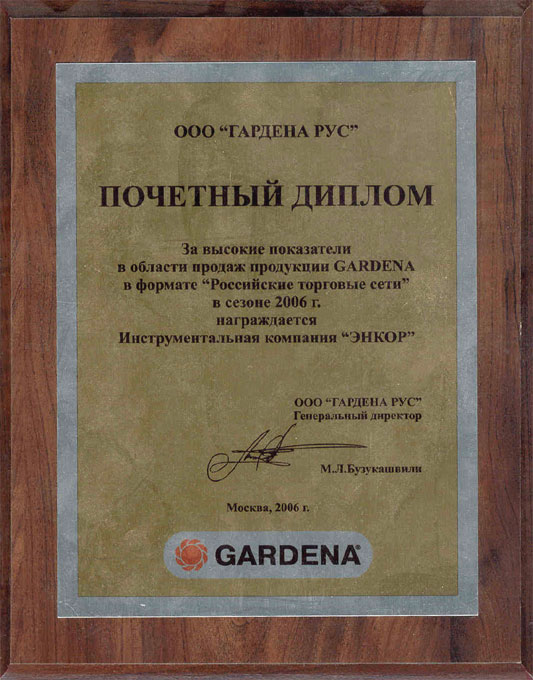 ООО “ГАРДЕНА РУС”
ПОЧЕТНЫЙ ДИПЛОМ
За высокие показатели
в области продаж продукции GARDENA
в формате “Российские торговые сети”
в сезоне 2006 г.
награждается
Инструментальная компания “ЭНКОР”
ООО “ГАРДЕНА РУС”
Генеральный директор
М.Л.Бузукашвили
Москва, 2006 г.
GARDENA®